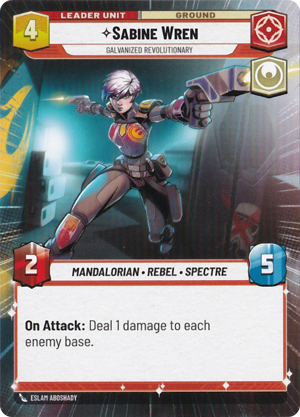 LEADER UNIT
GROUND
4
SABINE WREN
GALVANIZED REVOLUTIONARY
2
MANDALORIAN • REBEL • SPECTRE
5
On Attack: Deal 1 damage to each
enemy base.
ESLAM ABOSHADY